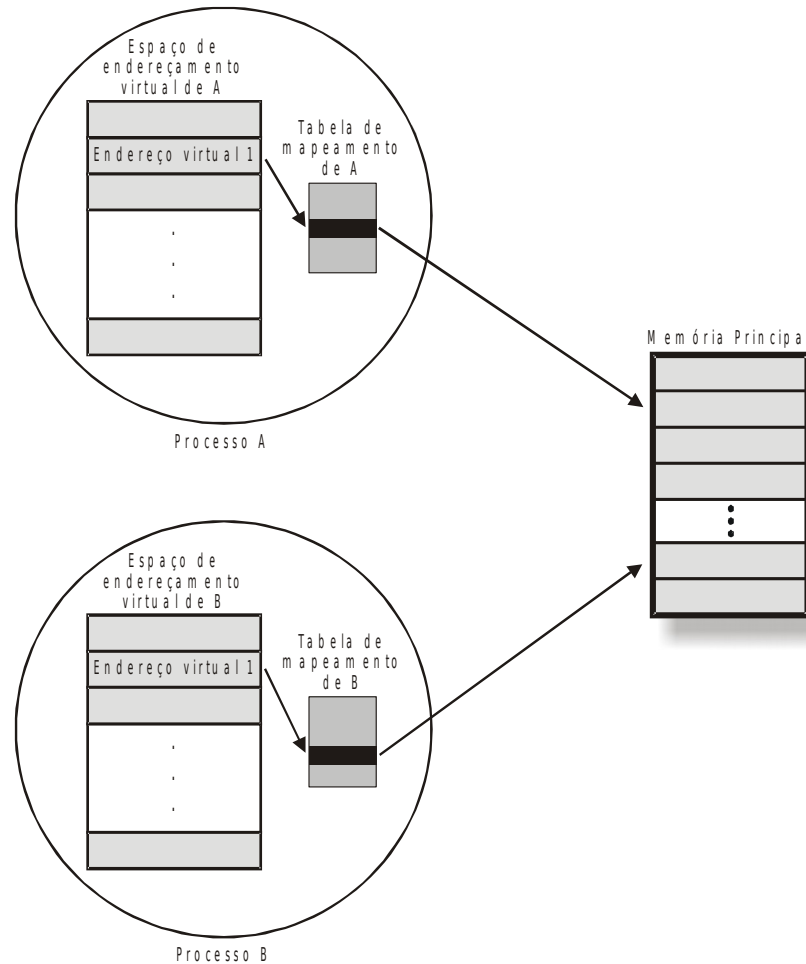 Espaço de
endereçamento
virtual de A
Endereço virtual 1
Tabela de
mapeamento
de A
Processo A
Memória Principa
Espaço de
endereçamento
virtual de B
Endereço virtual 1
Tabela de
mapeamento
de B
Processo B